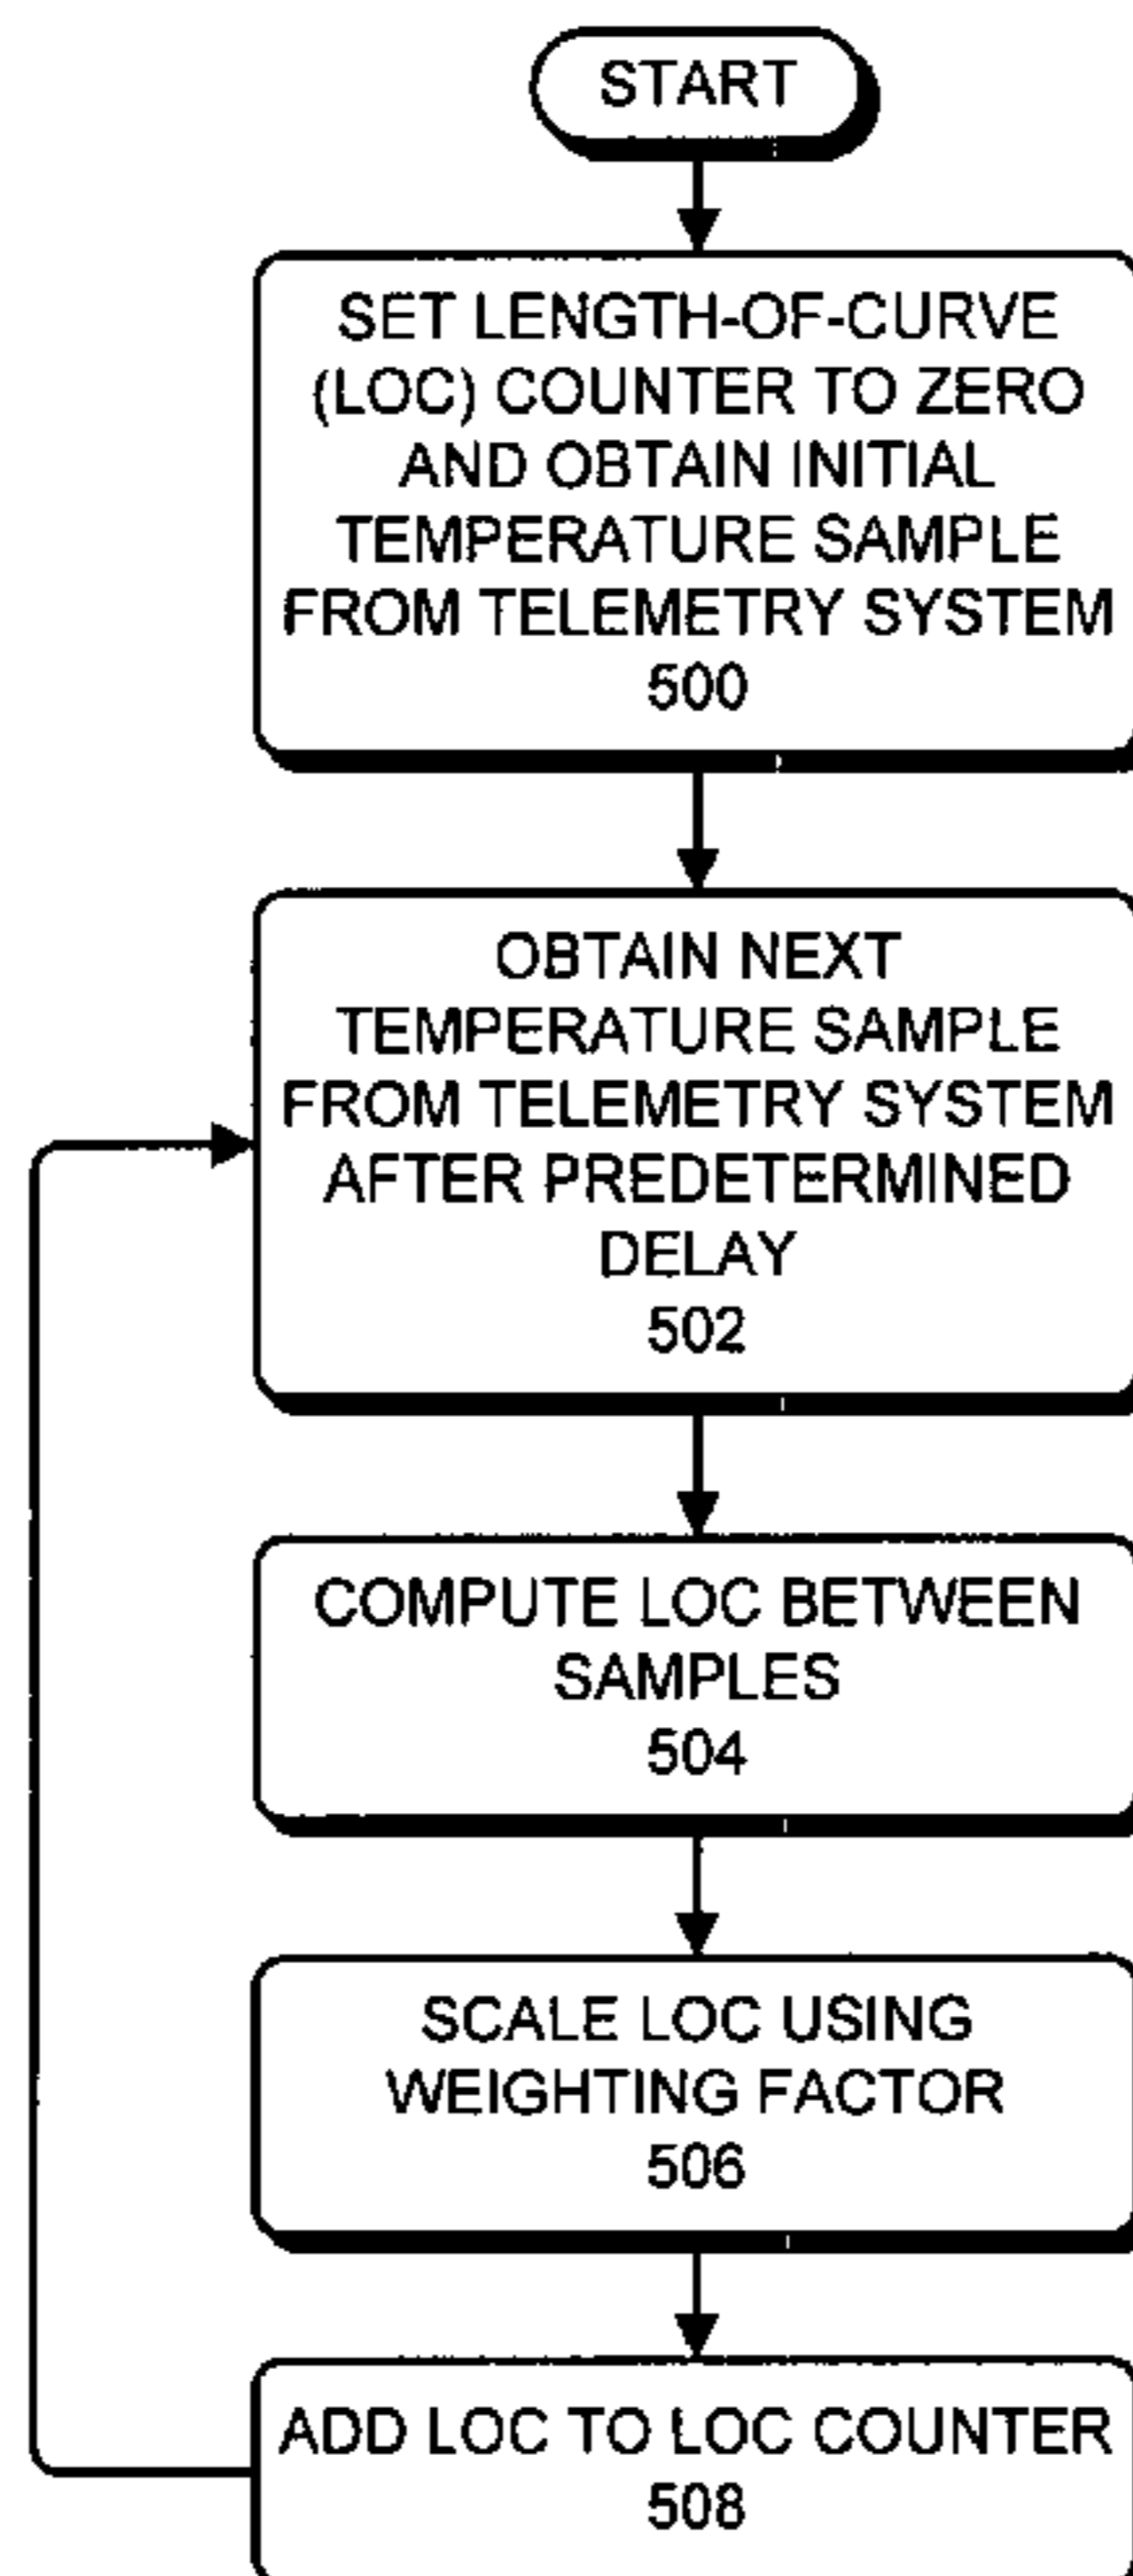 START
SET LENGTH-OF-CURVE
(LOC) COUNTER TO ZERO
AND OBTAIN INITIAL
TEMPERATURE SAMPLE
FROM TELEMETRY SYSTEM
500
OBTAIN NEXT
TEMPERATURE SAMPLE
FROM TELEMETRY SYSTEM
AFTER PREDETERMINED
DELAY
502
COMPUTE LOC BETWEEN
SAMPLES
504
SCALE LOC USING
WEIGHTING FACTOR
506
ADD LOC TO LOC COUNTER
508